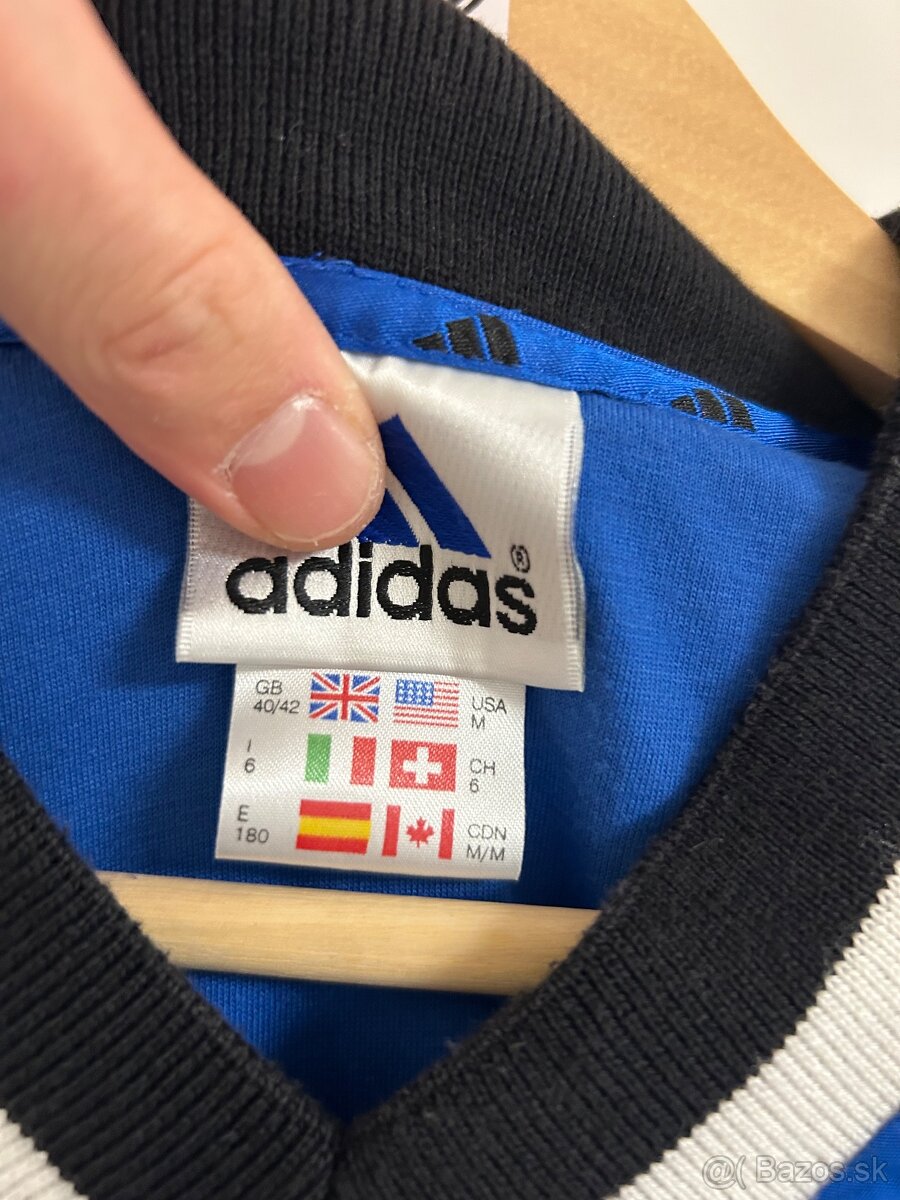 adidas®
GB
40/42
USA
M
I
6
CH
6
E
180
CDN
M/M
@( Bazos.sk